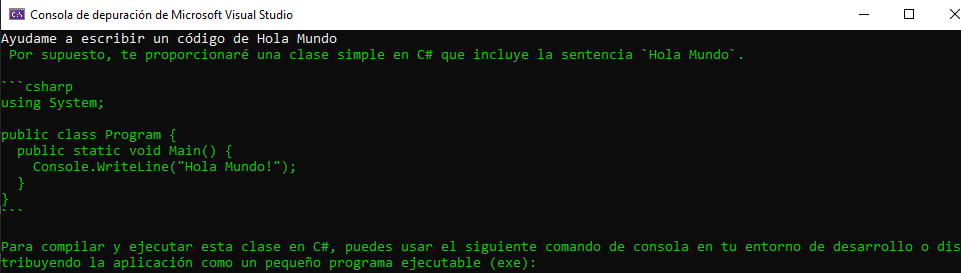 Consola de depuración de Microsoft Visual Studio
Ayudame a escribir un código de Hola Mundo
 Por supuesto, te proporcionaré una clase simple en C# que incluye la sentencia `Hola Mundo`.

```csharp
using System;

public class Program {
  public static void Main() {
    Console.WriteLine("Hola Mundo!");
  }
}
```

Para compilar y ejecutar esta clase en C#, puedes usar el siguiente comando de consola en tu entorno de desarrollo o dis
tribuyendo la aplicación como un pequeño programa ejecutable (exe):